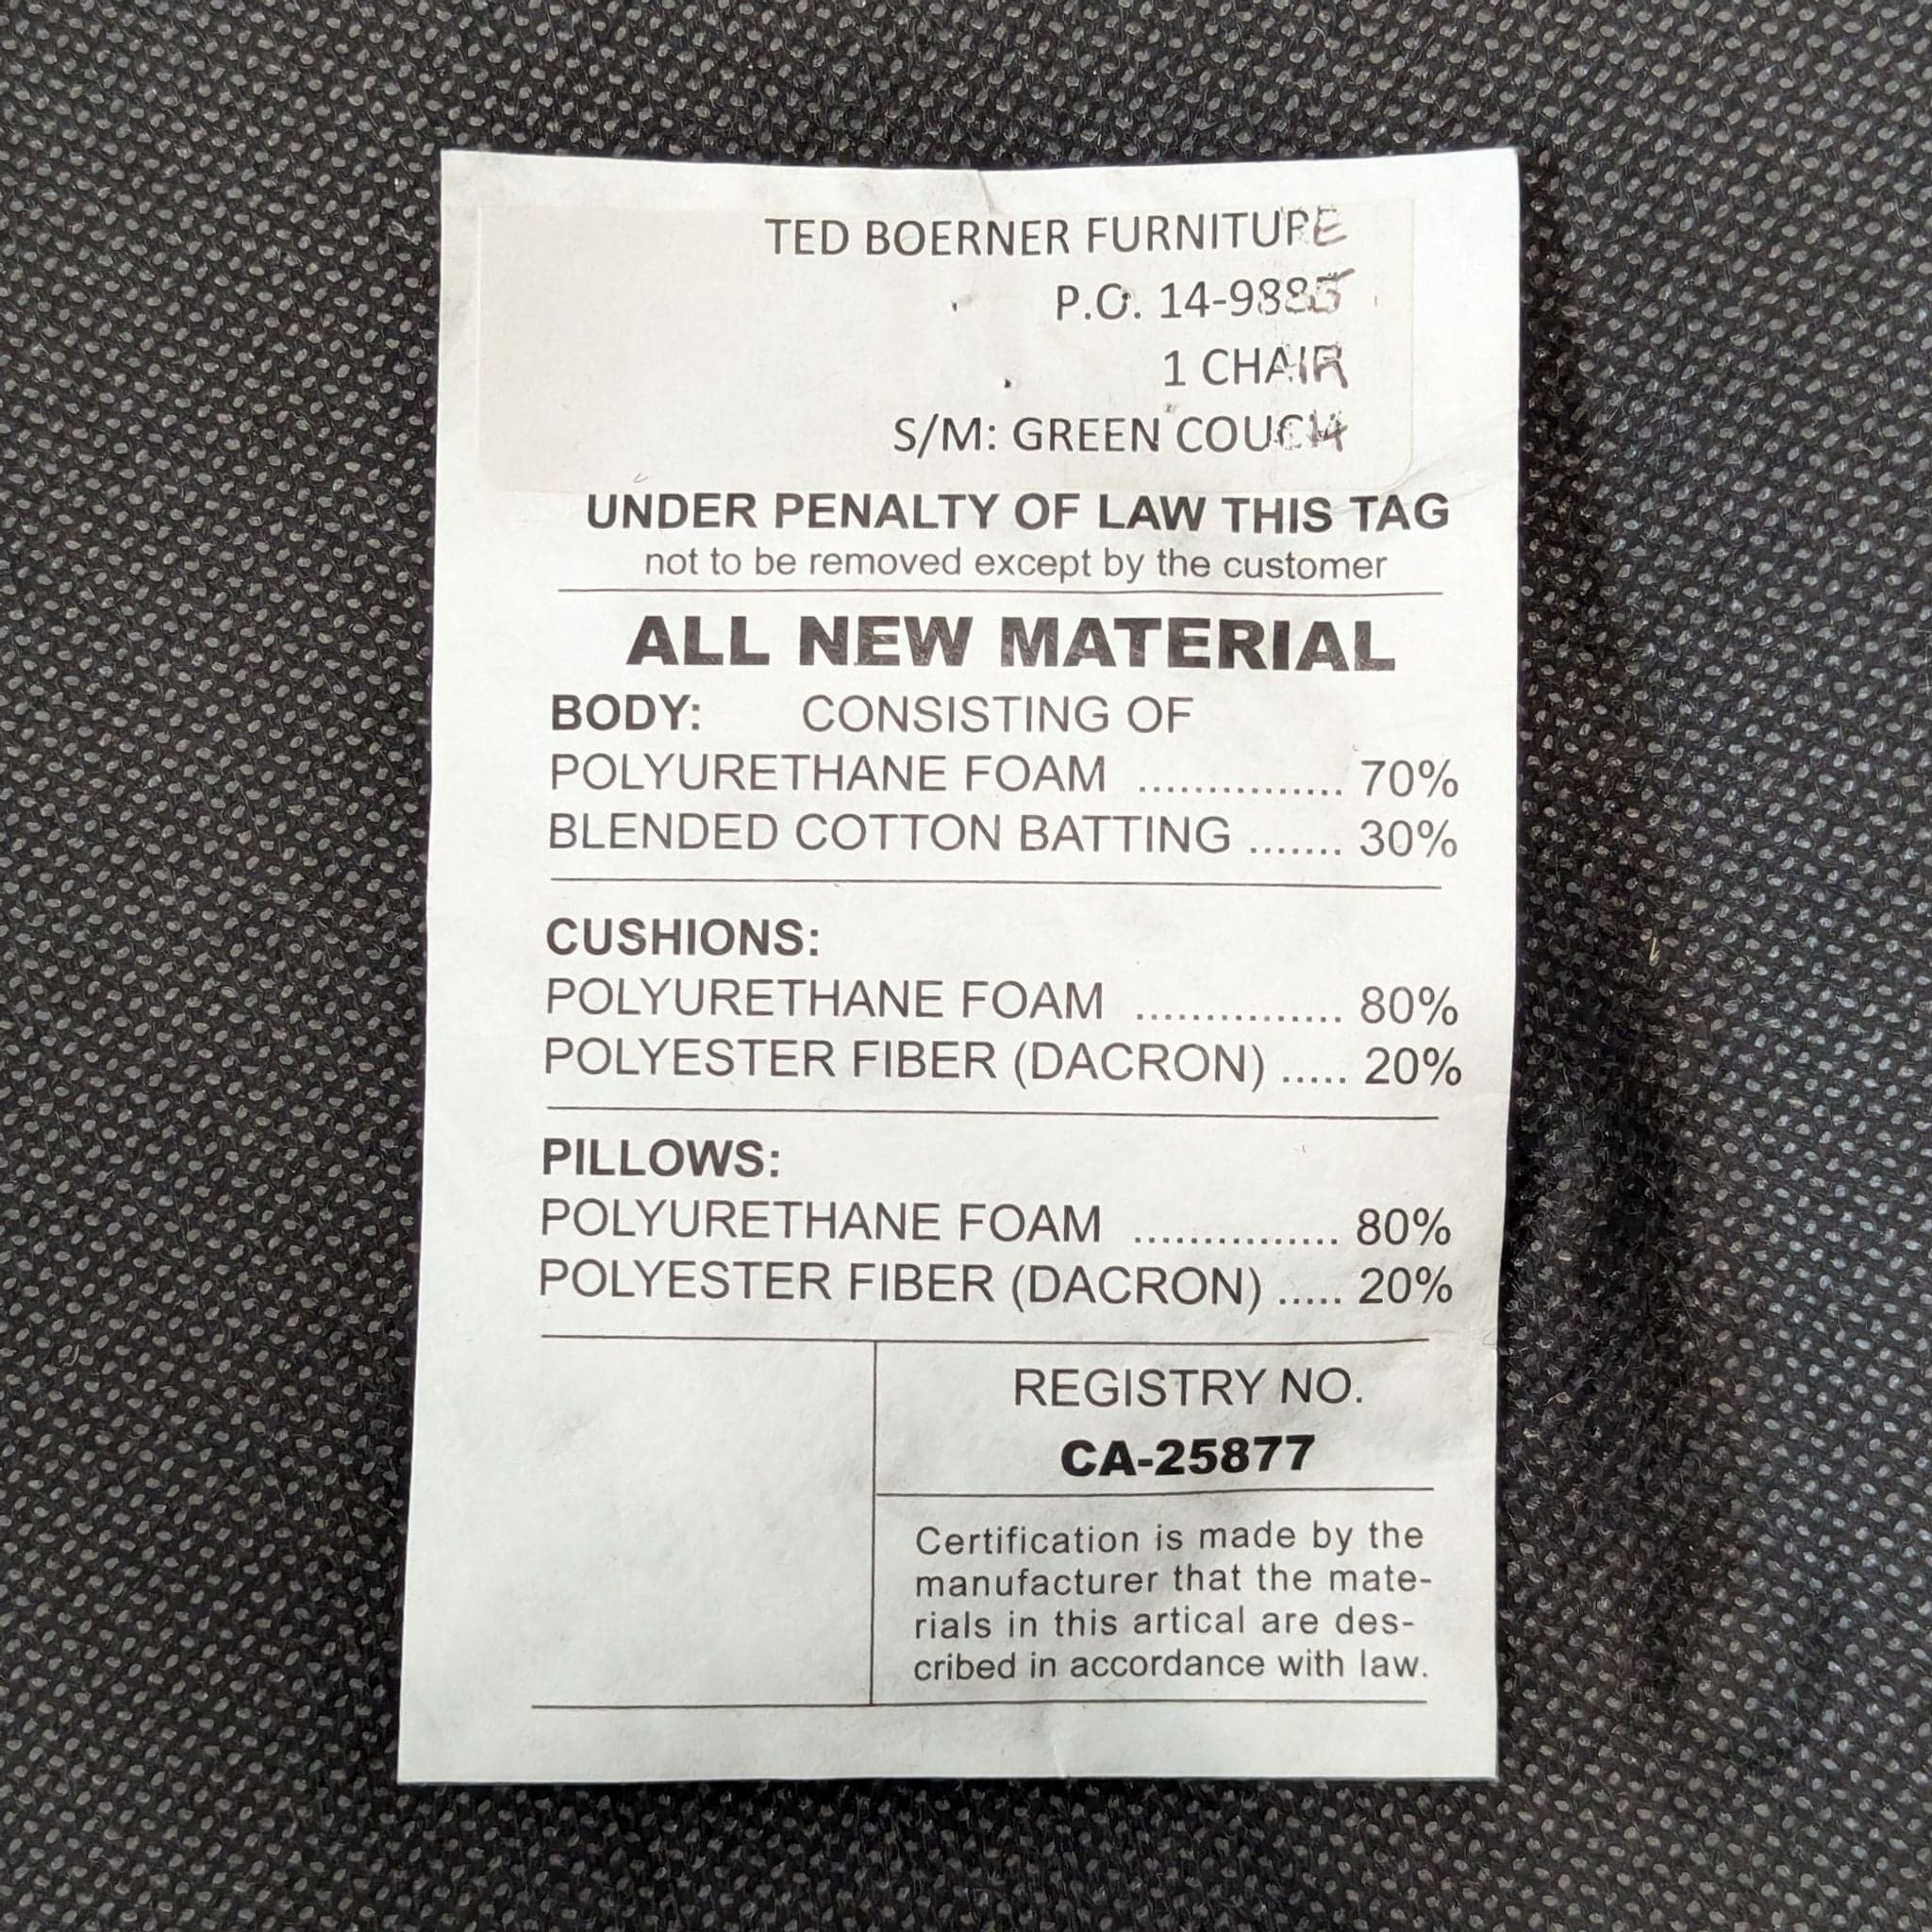 TED BOERNER FURNITURE
P.O. 14-9885
1 CHAIR
S/M: GREEN COUCH
UNDER PENALTY OF LAW THIS TAG
not to be removed except by the customer
ALL NEW MATERIAL
BODY: CONSISTING OF
POLYURETHANE FOAM ............... 70%
BLENDED COTTON BATTING ....... 30%
CUSHIONS:
POLYURETHANE FOAM ............... 80%
POLYESTER FIBER (DACRON) ..... 20%
PILLOWS:
POLYURETHANE FOAM ............... 80%
POLYESTER FIBER (DACRON) ..... 20%
REGISTRY NO.
CA-25877
Certification is made by the
manufacturer that the mate-
rials in this artical are des-
cribed in accordance with law.